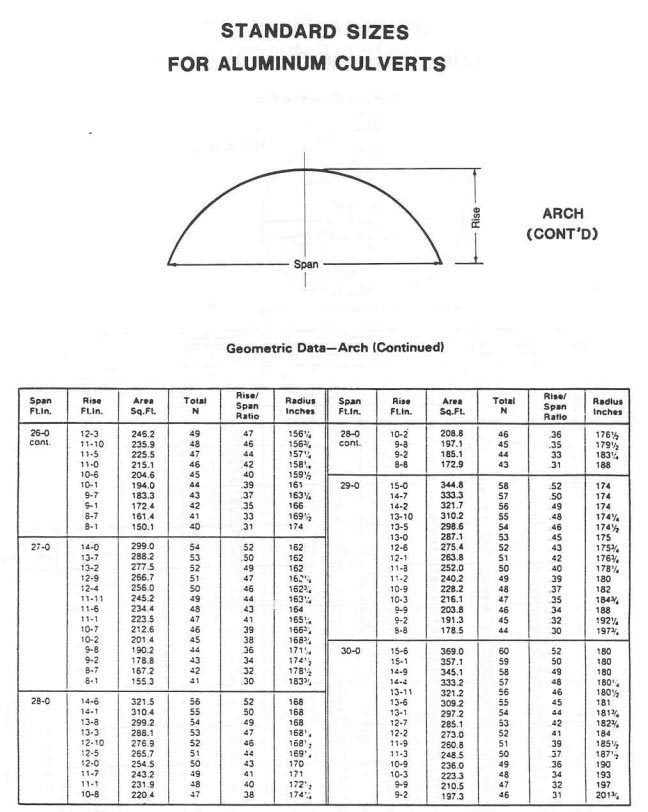 STANDARD SIZES
FOR ALUMINUM CULVERTS
Rise
Span
ARCH
(CONT'D)
Geometric Data—Arch (Continued)
Span Ft.In. Rise Ft.In. Area Sq.Ft. Total N Rise/Span Ratio Radius Inches
26-0 cont. 12-3 246.2 49 .47 156¼
11-10 235.9 48 .46 156¾
11-5 225.5 47 .44 157¼
11-0 215.1 46 .42
10-6 204.6 45 .40 159½
10-1 194.0 44 .39 161
9-7 183.3 43 .37 163¼
9-1 172.4 42 .35 166
8-7 161.4 41 .33 169½
8-1 150.1 40 .31 174
27-0 14-0 299.0 54 .52 162
13-7 288.2 53 .50 162
13-2 277.5 52 .49 162
12-9 266.7 51 .47
12-4 256.0 50 .46
11-11 245.2 49 .44
11-6 234.4 48 .43 164
11-1 223.5 47 .41
10-7 212.6 46 .39
10-2 201.4 45 .38
9-8 190.2 44 .36
9-2 178.8 43 .34 174½
8-7 167.2 42 .32 178½
8-1 155.3 41 .30
28-0 14-6 321.5 56 .52 168
14-1 310.4 55 .50 168
13-8 299.2 54 .49 168
13-3 288.1 53 .47
12-10 276.9 52 .46 168½
12-5 265.7 51 .44
12-0 254.5 50 .43 170
11-7 243.2 49 .41 171
11-1 231.9 48 .40 172½
10-8 220.4 47 .38
Span Ft.In. Rise Ft.In. Area Sq.Ft. Total N Rise/Span Ratio Radius Inches
28-0 cont. 10-2 208.8 46 .36 176½
9-8 197.1 45 .35 179½
9-2 185.1 44 .33 183¼
8-8 172.9 43 .31 188
29-0 15-0 344.8 58 .52 174
14-7 333.3 57 .50 174
14-2 321.7 56 .49 174
13-10 310.2 55 .48 174¼
13-5 298.6 54 .46 174½
13-0 287.1 53 .45 175
12-6 275.4 52 .43 175¾
12-1 263.8 51 .42 176¾
11-8 252.0 50 .40 178¼
11-2 240.2 49 .39 180
10-9 228.2 48 .37 182
10-3 216.1 47 .35 184¾
9-9 203.8 46 .34 188
9-2 191.3 45 .32 192¼
8-8 178.5 44 .30 197¾
30-0 15-6 369.0 60 .52 180
15-1 357.1 59 .50 180
14-9 345.1 58 .49 180
14-4 333.2 57 .48 180¼
13-11 321.2 56 .46 180½
13-6 309.2 55 .45 181
13-1 297.2 54 .44 181¾
12-7 285.1 53 .42 182¾
12-2 273.0 52 .41 184
11-9 260.8 51 .39 185½
11-3 248.5 50 .37 187½
10-9 236.0 49 .36 190
10-3 223.3 48 .34 193
9-9 210.5 47 .32 197
9-2 197.3 46 .31 201¾